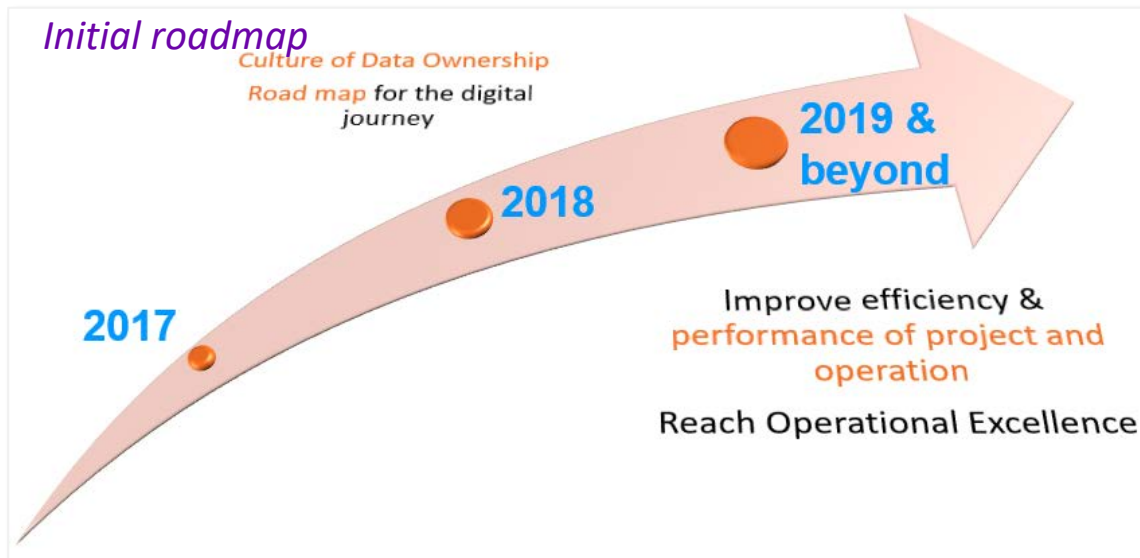 Initial roadmap
Culture of Data Ownership
Road map for the digital
journey
2019 &
beyond
2018
2017
Improve efficiency &
performance of project and
operation
Reach Operational Excellence